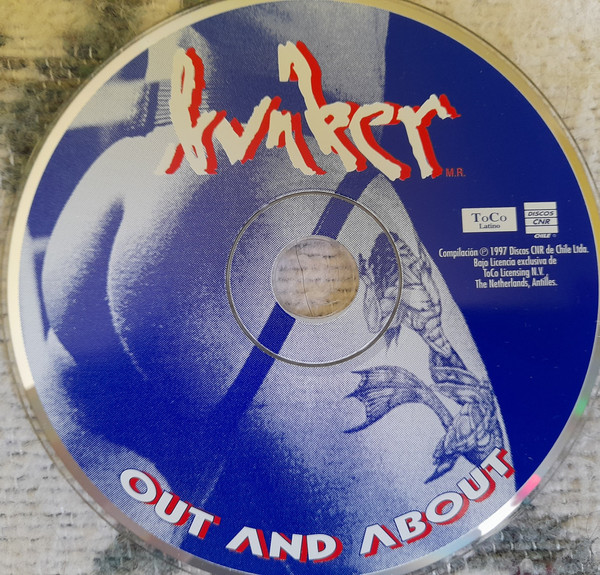 bunker
M.R.
ToCo
Latino
DISCOS
CNR
CHILE
Compilación ℗ 1997 Discos CNR de Chile Ltda.
Bajo Licencia exclusiva de
ToCo Licensing N.V.
The Netherlands, Antilles.
OUT AND ABOUT